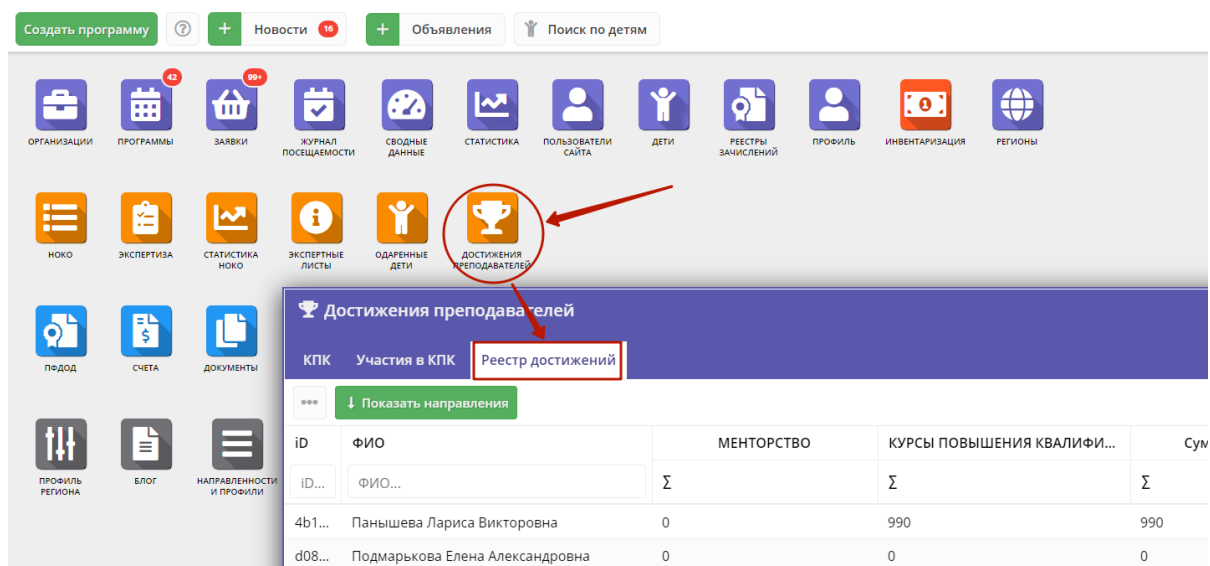 Создать программу ? + Новости 16 + Объявления Поиск по детям
42 99+
ОРГАНИЗАЦИИ ПРОГРАММЫ ЗАЯВКИ ЖУРНАЛ СВОДНЫЕ СТАТИСТИКА ПОЛЬЗОВАТЕЛИ ДЕТИ РЕЕСТРЫ ПРОФИЛЬ ИНВЕНТАРИЗАЦИЯ РЕГИОНЫ
ПОСЕЩАЕМОСТИ ДАННЫЕ САЙТА ЗАЧИСЛЕНИЙ
НОКО ЭКСПЕРТИЗА СТАТИСТИКА ЭКСПЕРТНЫЕ ОДАРЕННЫЕ ДОСТИЖЕНИЯ
НОКО ЛИСТЫ ДЕТИ ПРЕПОДАВАТЕЛЕЙ
ПФДОД СЧЕТА ДОКУМЕНТЫ
ПРОФИЛЬ БЛОГ НАПРАВЛЕННОСТИ
РЕГИОНА И ПРОФИЛИ
Достижения преподавателей
КПК Участия в КПК Реестр достижений
••• ↓ Показать направления
iD ФИО МЕНТОРСТВО КУРСЫ ПОВЫШЕНИЯ КВАЛИФИ... Сум
iD... ФИО... Σ Σ Σ
4b1... Панышева Лариса Викторовна 0 990 990
d08... Подмарькова Елена Александровна 0 0 0